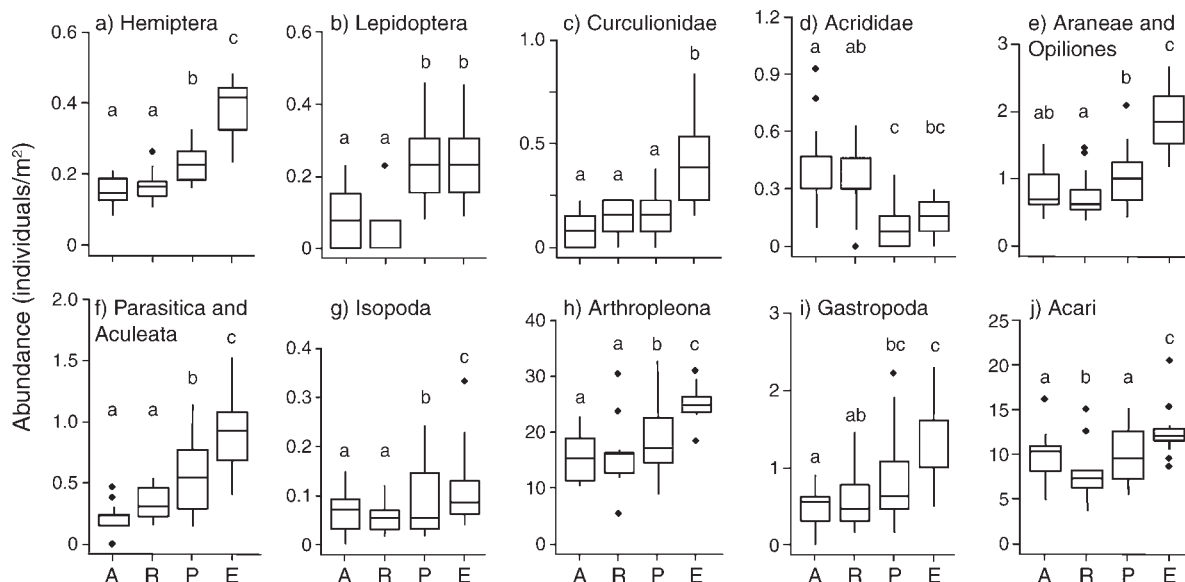 Abundance (individuals/m²)
a) Hemiptera
0.6
0.4
0.2
0
a
a
b
c
b) Lepidoptera
0.6
0.4
0.2
0
a
a
b
b
c) Curculionidae
1.0
0.5
0
a
a
a
b
d) Acrididae
1.2
0.9
0.6
0.3
0
a
ab
c
bc
e) Araneae and
Opiliones
3
2
1
0
ab
a
b
c
f) Parasitica and
Aculeata
2.0
1.5
1.0
0.5
0
a
a
b
c
A R P E
g) Isopoda
0.4
0.3
0.2
0.1
0
a
a
b
c
A R P E
h) Arthropleona
40
30
20
10
0
a
a
b
c
A R P E
i) Gastropoda
3
2
1
0
a
ab
bc
c
A R P E
j) Acari
25
20
15
10
5
0
a
b
a
c
A R P E